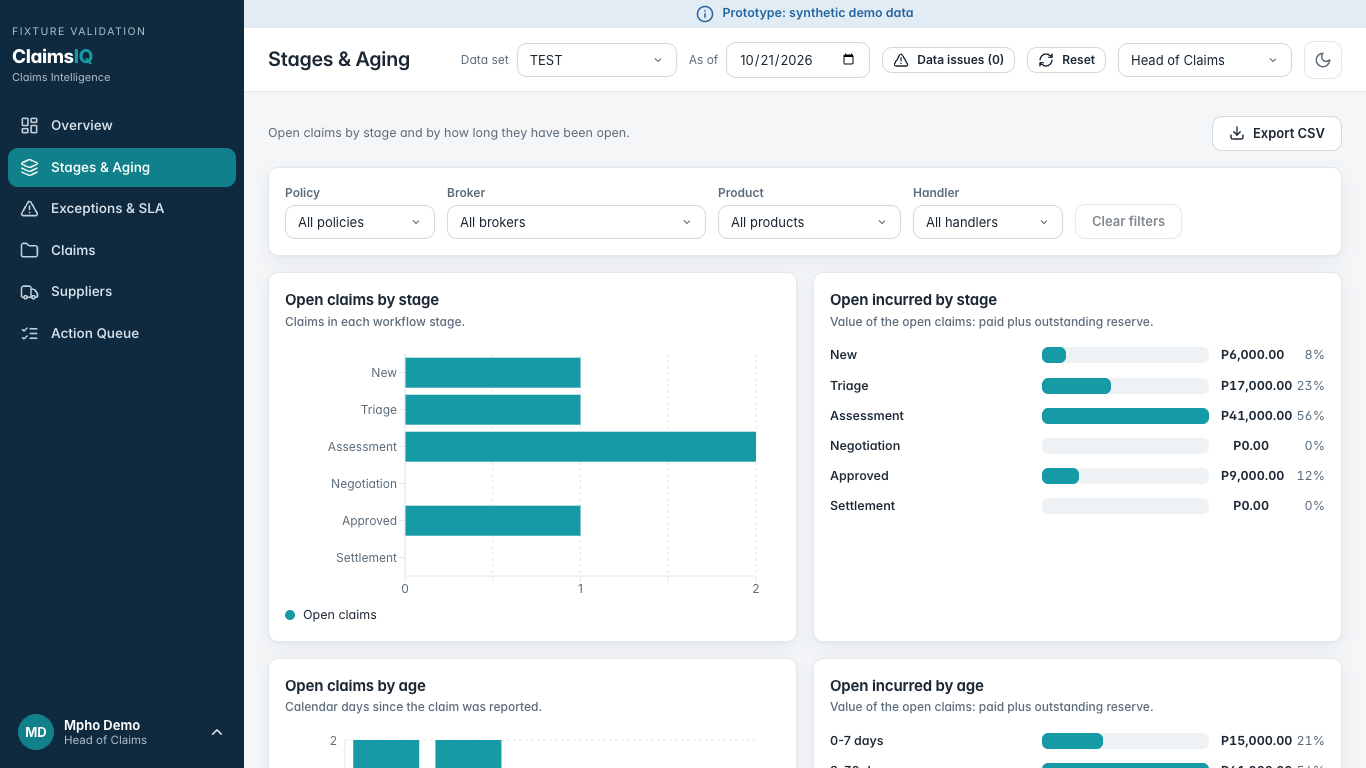 Prototype: synthetic demo data
FIXTURE VALIDATION
ClaimsIQ
Claims Intelligence
Overview
Stages & Aging
Exceptions & SLA
Claims
Suppliers
Action Queue
MD
Mpho Demo
Head of Claims
Stages & Aging
Data set
TEST
As of
10/21/2026
Data issues (0)
Reset
Head of Claims
Open claims by stage and by how long they have been open.
Export CSV
Policy
Broker
Product
Handler
All policies
All brokers
All products
All handlers
Clear filters
Open claims by stage
Claims in each workflow stage.
New
Triage
Assessment
Negotiation
Approved
Settlement
0 1 2
Open claims
Open incurred by stage
Value of the open claims: paid plus outstanding reserve.
New P6,000.00 8%
Triage P17,000.00 23%
Assessment P41,000.00 56%
Negotiation P0.00 0%
Approved P9,000.00 12%
Settlement P0.00 0%
Open claims by age
Calendar days since the claim was reported.
2
Open incurred by age
Value of the open claims: paid plus outstanding reserve.
0-7 days P15,000.00 21%